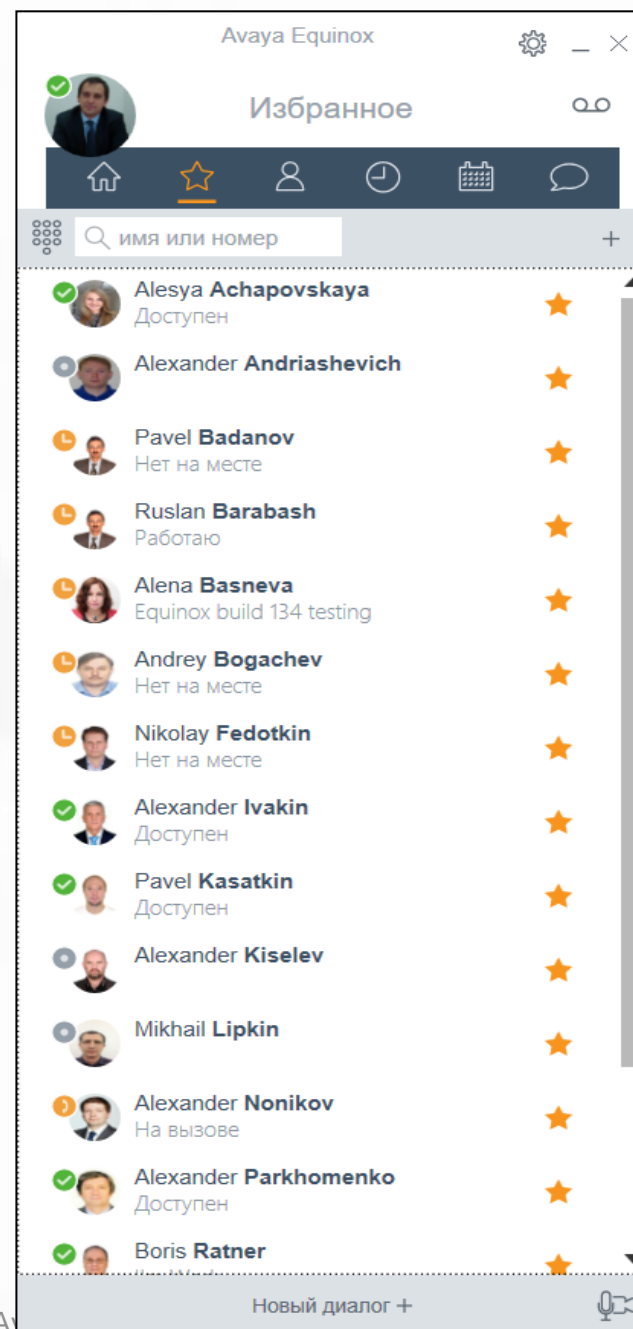 Avaya Equinox
Избранное
имя или номер
Alesya Achapovskaya
Доступен
Alexander Andriashevich
Pavel Badanov
Нет на месте
Ruslan Barabash
Работаю
Alena Basneva
Equinox build 134 testing
Andrey Bogachev
Нет на месте
Nikolay Fedotkin
Нет на месте
Alexander Ivakin
Доступен
Pavel Kasatkin
Доступен
Alexander Kiselev
Mikhail Lipkin
Alexander Nonikov
На вызове
Alexander Parkhomenko
Доступен
Boris Ratner
Новый диалог +